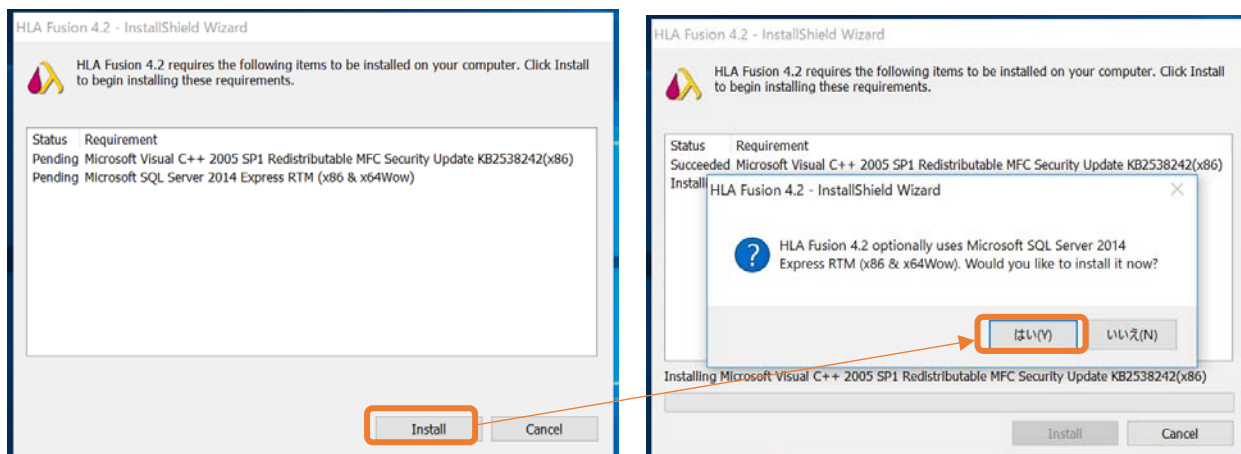 HLA Fusion 4.2 - InstallShield Wizard
HLA Fusion 4.2 requires the following items to be installed on your computer. Click Install
to begin installing these requirements.
Status Requirement
Pending Microsoft Visual C++ 2005 SP1 Redistributable MFC Security Update KB2538242(x86)
Pending Microsoft SQL Server 2014 Express RTM (x86 & x64Wow)
Install Cancel
HLA Fusion 4.2 - InstallShield Wizard
HLA Fusion 4.2 requires the following items to be installed on your computer. Click Install
to begin installing these requirements.
Status Requirement
Succeeded Microsoft Visual C++ 2005 SP1 Redistributable MFC Security Update KB2538242(x86)
Install
HLA Fusion 4.2 - InstallShield Wizard
HLA Fusion 4.2 optionally uses Microsoft SQL Server 2014
Express RTM (x86 & x64Wow). Would you like to install it now?
はい(Y) いいえ(N)
Installing Microsoft Visual C++ 2005 SP1 Redistributable MFC Security Update KB2538242(x86)
Install Cancel